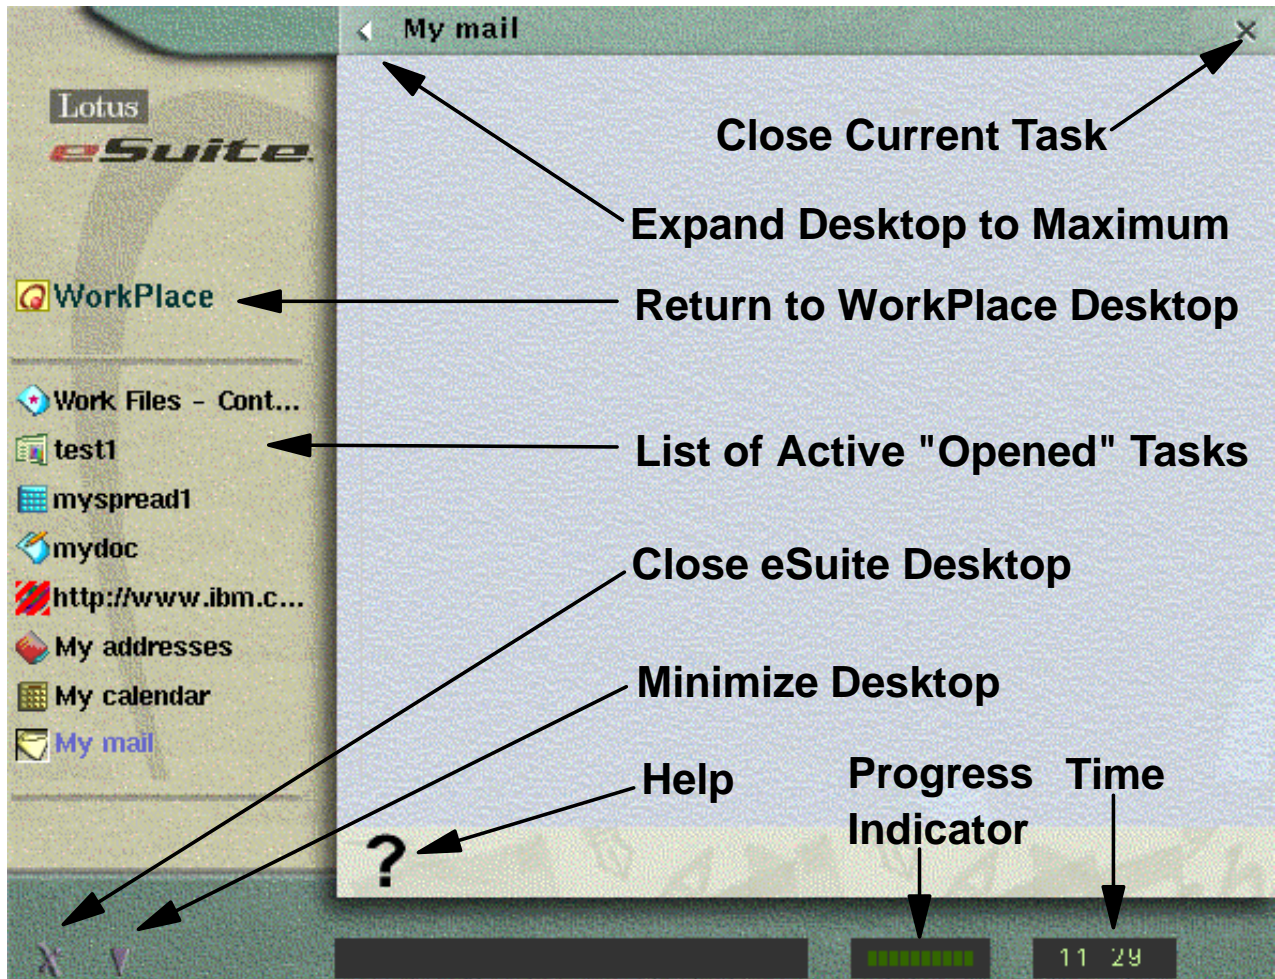 My mail
Lotus
eSuite.
Close Current Task
Expand Desktop to Maximum
WorkPlace
Return to WorkPlace Desktop
Work Files - Cont...
test1
List of Active "Opened" Tasks
myspread1
mydoc
Close eSuite Desktop
http://www.ibm.c...
My addresses
My calendar
Minimize Desktop
My mail
Help
Progress
Indicator
Time
?
11 29